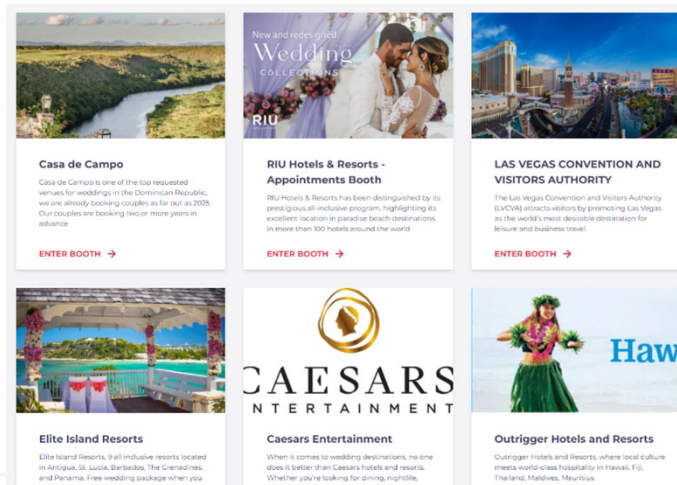 New and redesigned
Wedding
COLLECTIONS
RIU
Casa de Campo
Casa de Campo is one of the top requested
venues for weddings in the Dominican Republic,
we are already booking couples as far out as 2025.
Our couples are booking two or more years in
advance
ENTER BOOTH →
RIU Hotels & Resorts -
Appointments Booth
RIU Hotels & Resorts has been distinguished by its
prestigious all-inclusive program, highlighting its
excellent location in paradise beach destinations
in more than 100 hotels around the world
ENTER BOOTH →
LAS VEGAS CONVENTION AND
VISITORS AUTHORITY
The Las Vegas Convention and Visitors Authority
(LVCVA) attracts visitors by promoting Las Vegas
as the world's most desirable destination for
leisure and business travel.
ENTER BOOTH →
CAESARS
NTERTAINMENT
Haw
Elite Island Resorts
Elite Island Resorts, 9 all inclusive resorts located
in Antigua, St. Lucia, Barbados, The Grenadines,
and Panama. Free wedding package when you
Caesars Entertainment
When it comes to wedding destinations, no one
does it better than Caesars hotels and resorts.
Whether you're looking for dining, nightlife,
Outrigger Hotels and Resorts
Outrigger Hotels and Resorts, where local culture
meets world-class hospitality in Hawaii, Fiji,
Thailand, Maldives, Mauritius.